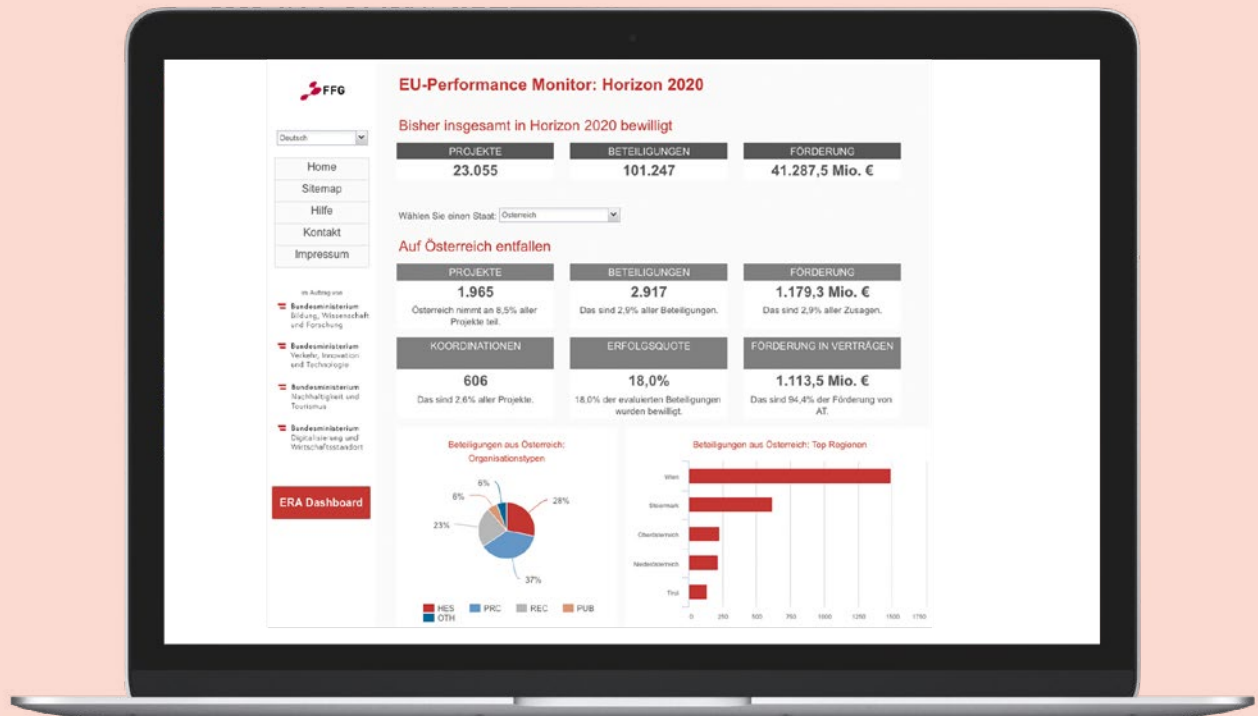 FFG
Deutsch
Home
Sitemap
Hilfe
Kontakt
Impressum
im Auftrag von
Bundesministerium
Bildung, Wissenschaft
und Forschung
Bundesministerium
Verkehr, Innovation
und Technologie
Bundesministerium
Nachhaltigkeit und
Tourismus
Bundesministerium
Digitalisierung und
Wirtschaftsstandort
ERA Dashboard
EU-Performance Monitor: Horizon 2020
Bisher insgesamt in Horizon 2020 bewilligt
PROJEKTE BETEILIGUNGEN FÖRDERUNG
23.055 101.247 41.287,5 Mio. €
Wählen Sie einen Staat: Österreich
Auf Österreich entfallen
PROJEKTE BETEILIGUNGEN FÖRDERUNG
1.965 2.917 1.179,3 Mio. €
Österreich nimmt an 8,5% aller Das sind 2,9% aller Beteiligungen. Das sind 2,9% aller Zusagen.
Projekte teil.
KOORDINATIONEN ERFOLGSQUOTE FÖRDERUNG IN VERTRÄGEN
606 18,0% 1.113,5 Mio. €
Das sind 2,6% aller Projekte. 18,0% der evaluierten Beteiligungen Das sind 94,4% der Förderung von
wurden bewilligt. AT.
Beteiligungen aus Österreich:
Organisationstypen
6%
6%
28%
23%
37%
HES PRC REC PUB
OTH
Beteiligungen aus Österreich: Top Regionen
Wien
Steiermark
Oberösterreich
Niederösterreich
Tirol
0 250 500 750 1000 1250 1500 1750